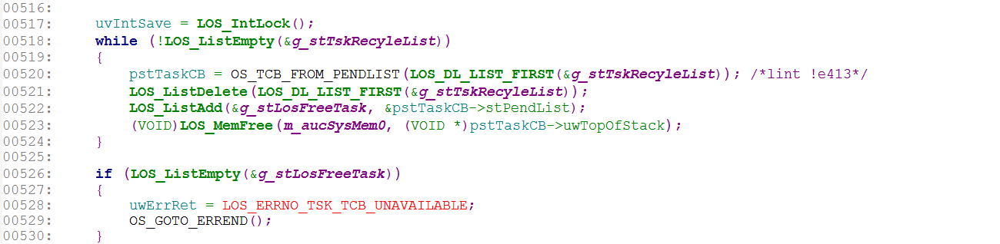 00516:
00517:     uvIntSave = LOS_IntLock();
00518:     while (!LOS_ListEmpty(&g_stTskRecyleList))
00519:     {
00520:         pstTaskCB = OS_TCB_FROM_PENDLIST(LOS_DL_LIST_FIRST(&g_stTskRecyleList)); /*lint !e413*/
00521:         LOS_ListDelete(LOS_DL_LIST_FIRST(&g_stTskRecyleList));
00522:         LOS_ListAdd(&g_stLosFreeTask, &pstTaskCB->stPendList);
00523:         (VOID)LOS_MemFree(m_aucSysMem0, (VOID *)pstTaskCB->uwTopOfStack);
00524:     }
00525:
00526:     if (LOS_ListEmpty(&g_stLosFreeTask))
00527:     {
00528:         uwErrRet = LOS_ERRNO_TSK_TCB_UNAVAILABLE;
00529:         OS_GOTO_ERREND();
00530:     }